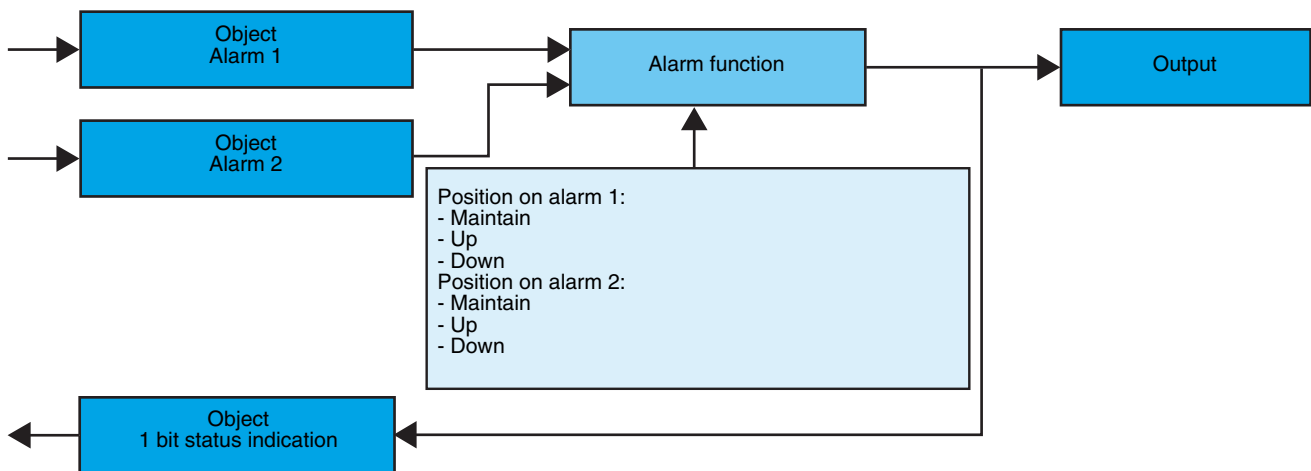 Object
Alarm 1
Alarm function
Output
Object
Alarm 2
Position on alarm 1:
- Maintain
- Up
- Down
Position on alarm 2:
- Maintain
- Up
- Down
Object
1 bit status indication